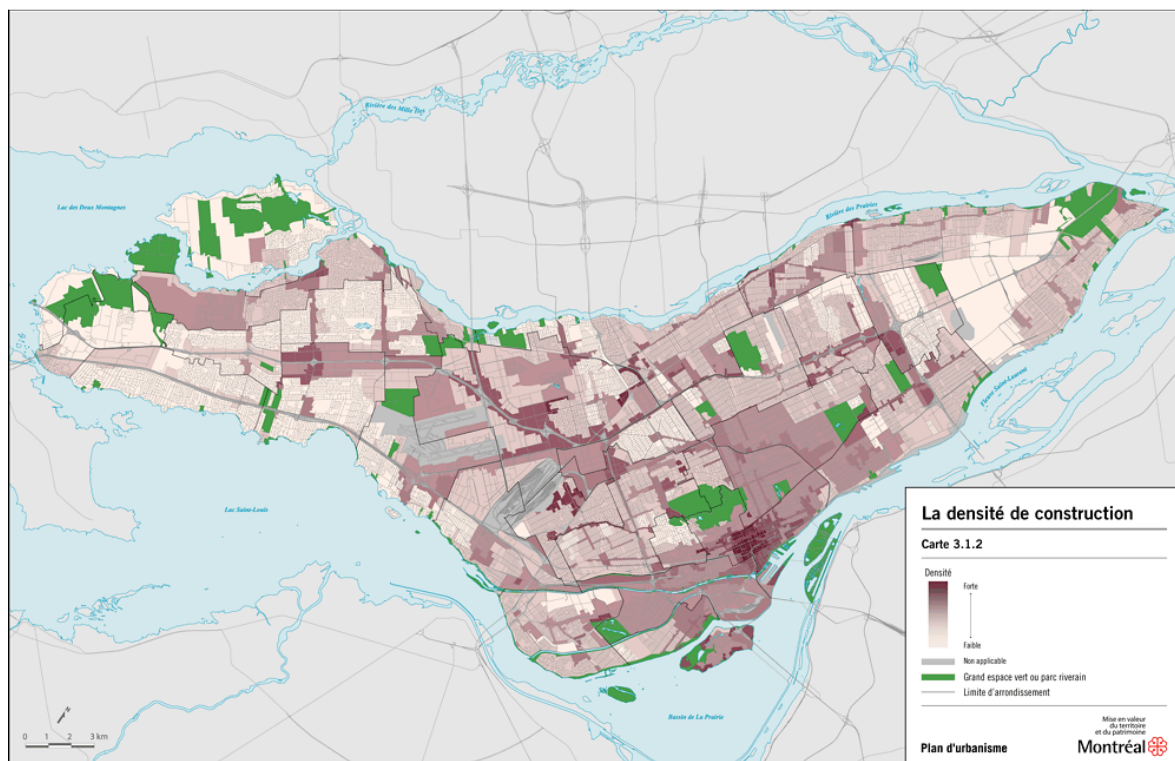 Rivière des Mille Îles
Lac des Deux Montagnes
Rivière des Prairies
Fleuve Saint-Laurent
Lac Saint-Louis
Bassin de La Prairie
0 1 2 3 km
La densité de construction
Carte 3.1.2
Densité
Forte
Faible
Non applicable
Grand espace vert ou parc riverain
Limite d'arrondissement
Plan d'urbanisme
Mise en valeur
du territoire
et du patrimoine
Montréal